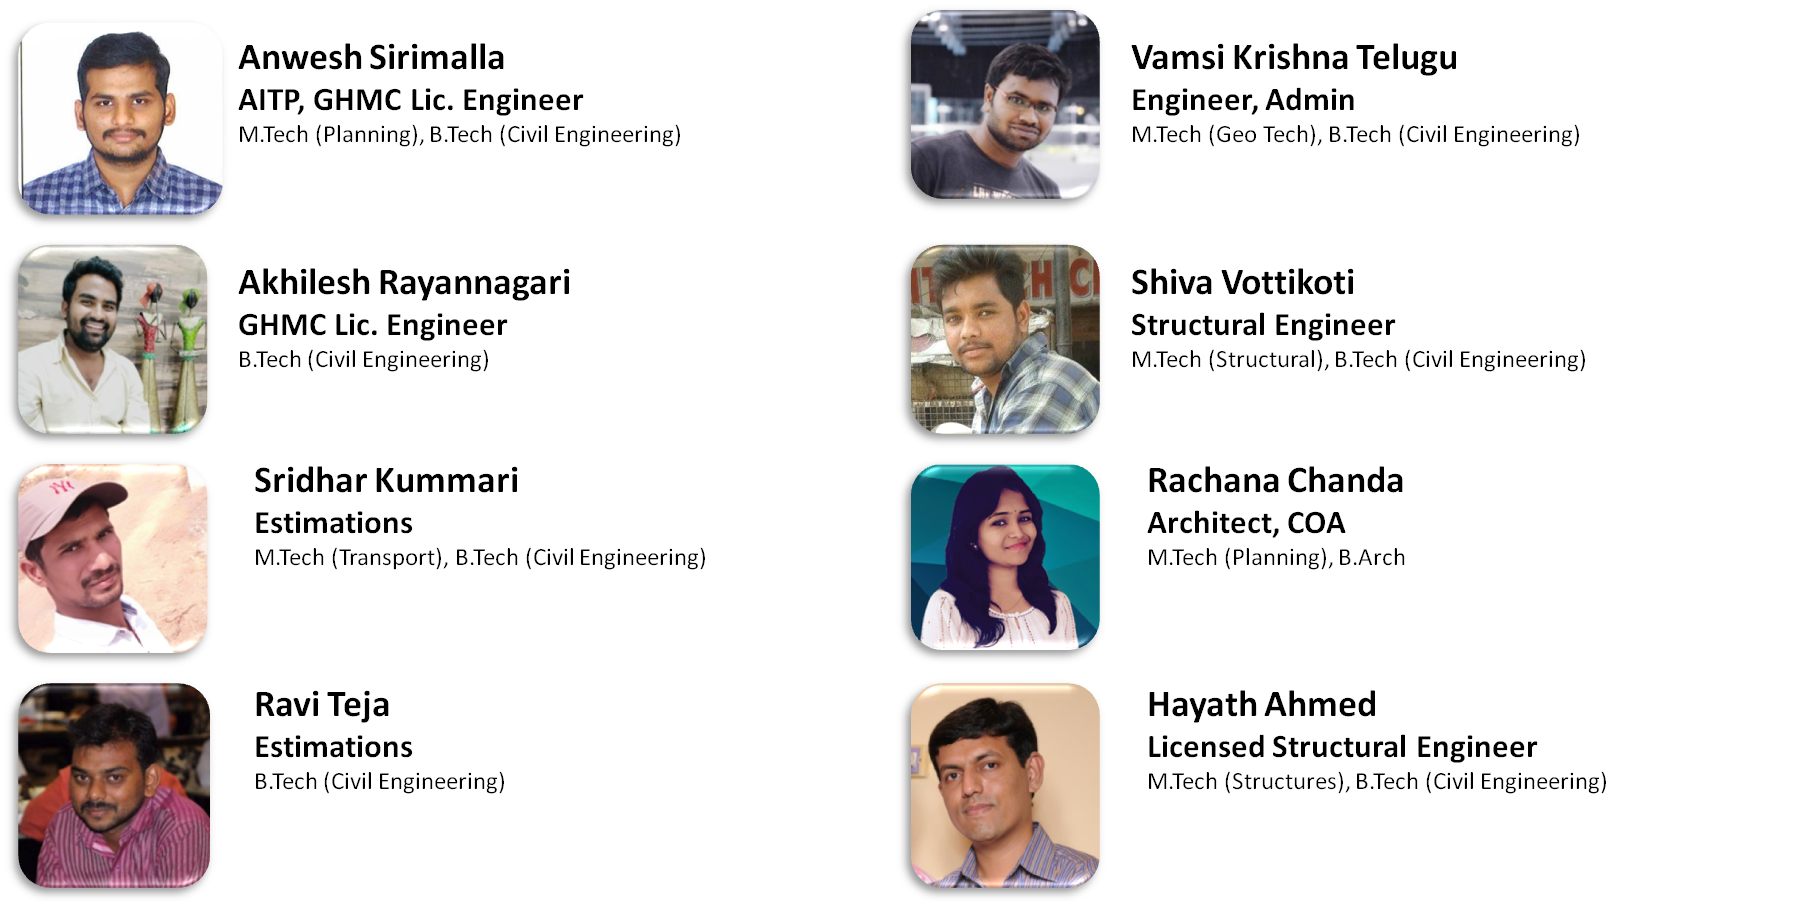 Anwesh Sirimalla
AITP, GHMC Lic. Engineer
M.Tech (Planning), B.Tech (Civil Engineering)
Vamsi Krishna Telugu
Engineer, Admin
M.Tech (Geo Tech), B.Tech (Civil Engineering)
Akhilesh Rayannagari
GHMC Lic. Engineer
B.Tech (Civil Engineering)
Shiva Vottikoti
Structural Engineer
M.Tech (Structural), B.Tech (Civil Engineering)
Sridhar Kummari
Estimations
M.Tech (Transport), B.Tech (Civil Engineering)
Rachana Chanda
Architect, COA
M.Tech (Planning), B.Arch
Ravi Teja
Estimations
B.Tech (Civil Engineering)
Hayath Ahmed
Licensed Structural Engineer
M.Tech (Structures), B.Tech (Civil Engineering)